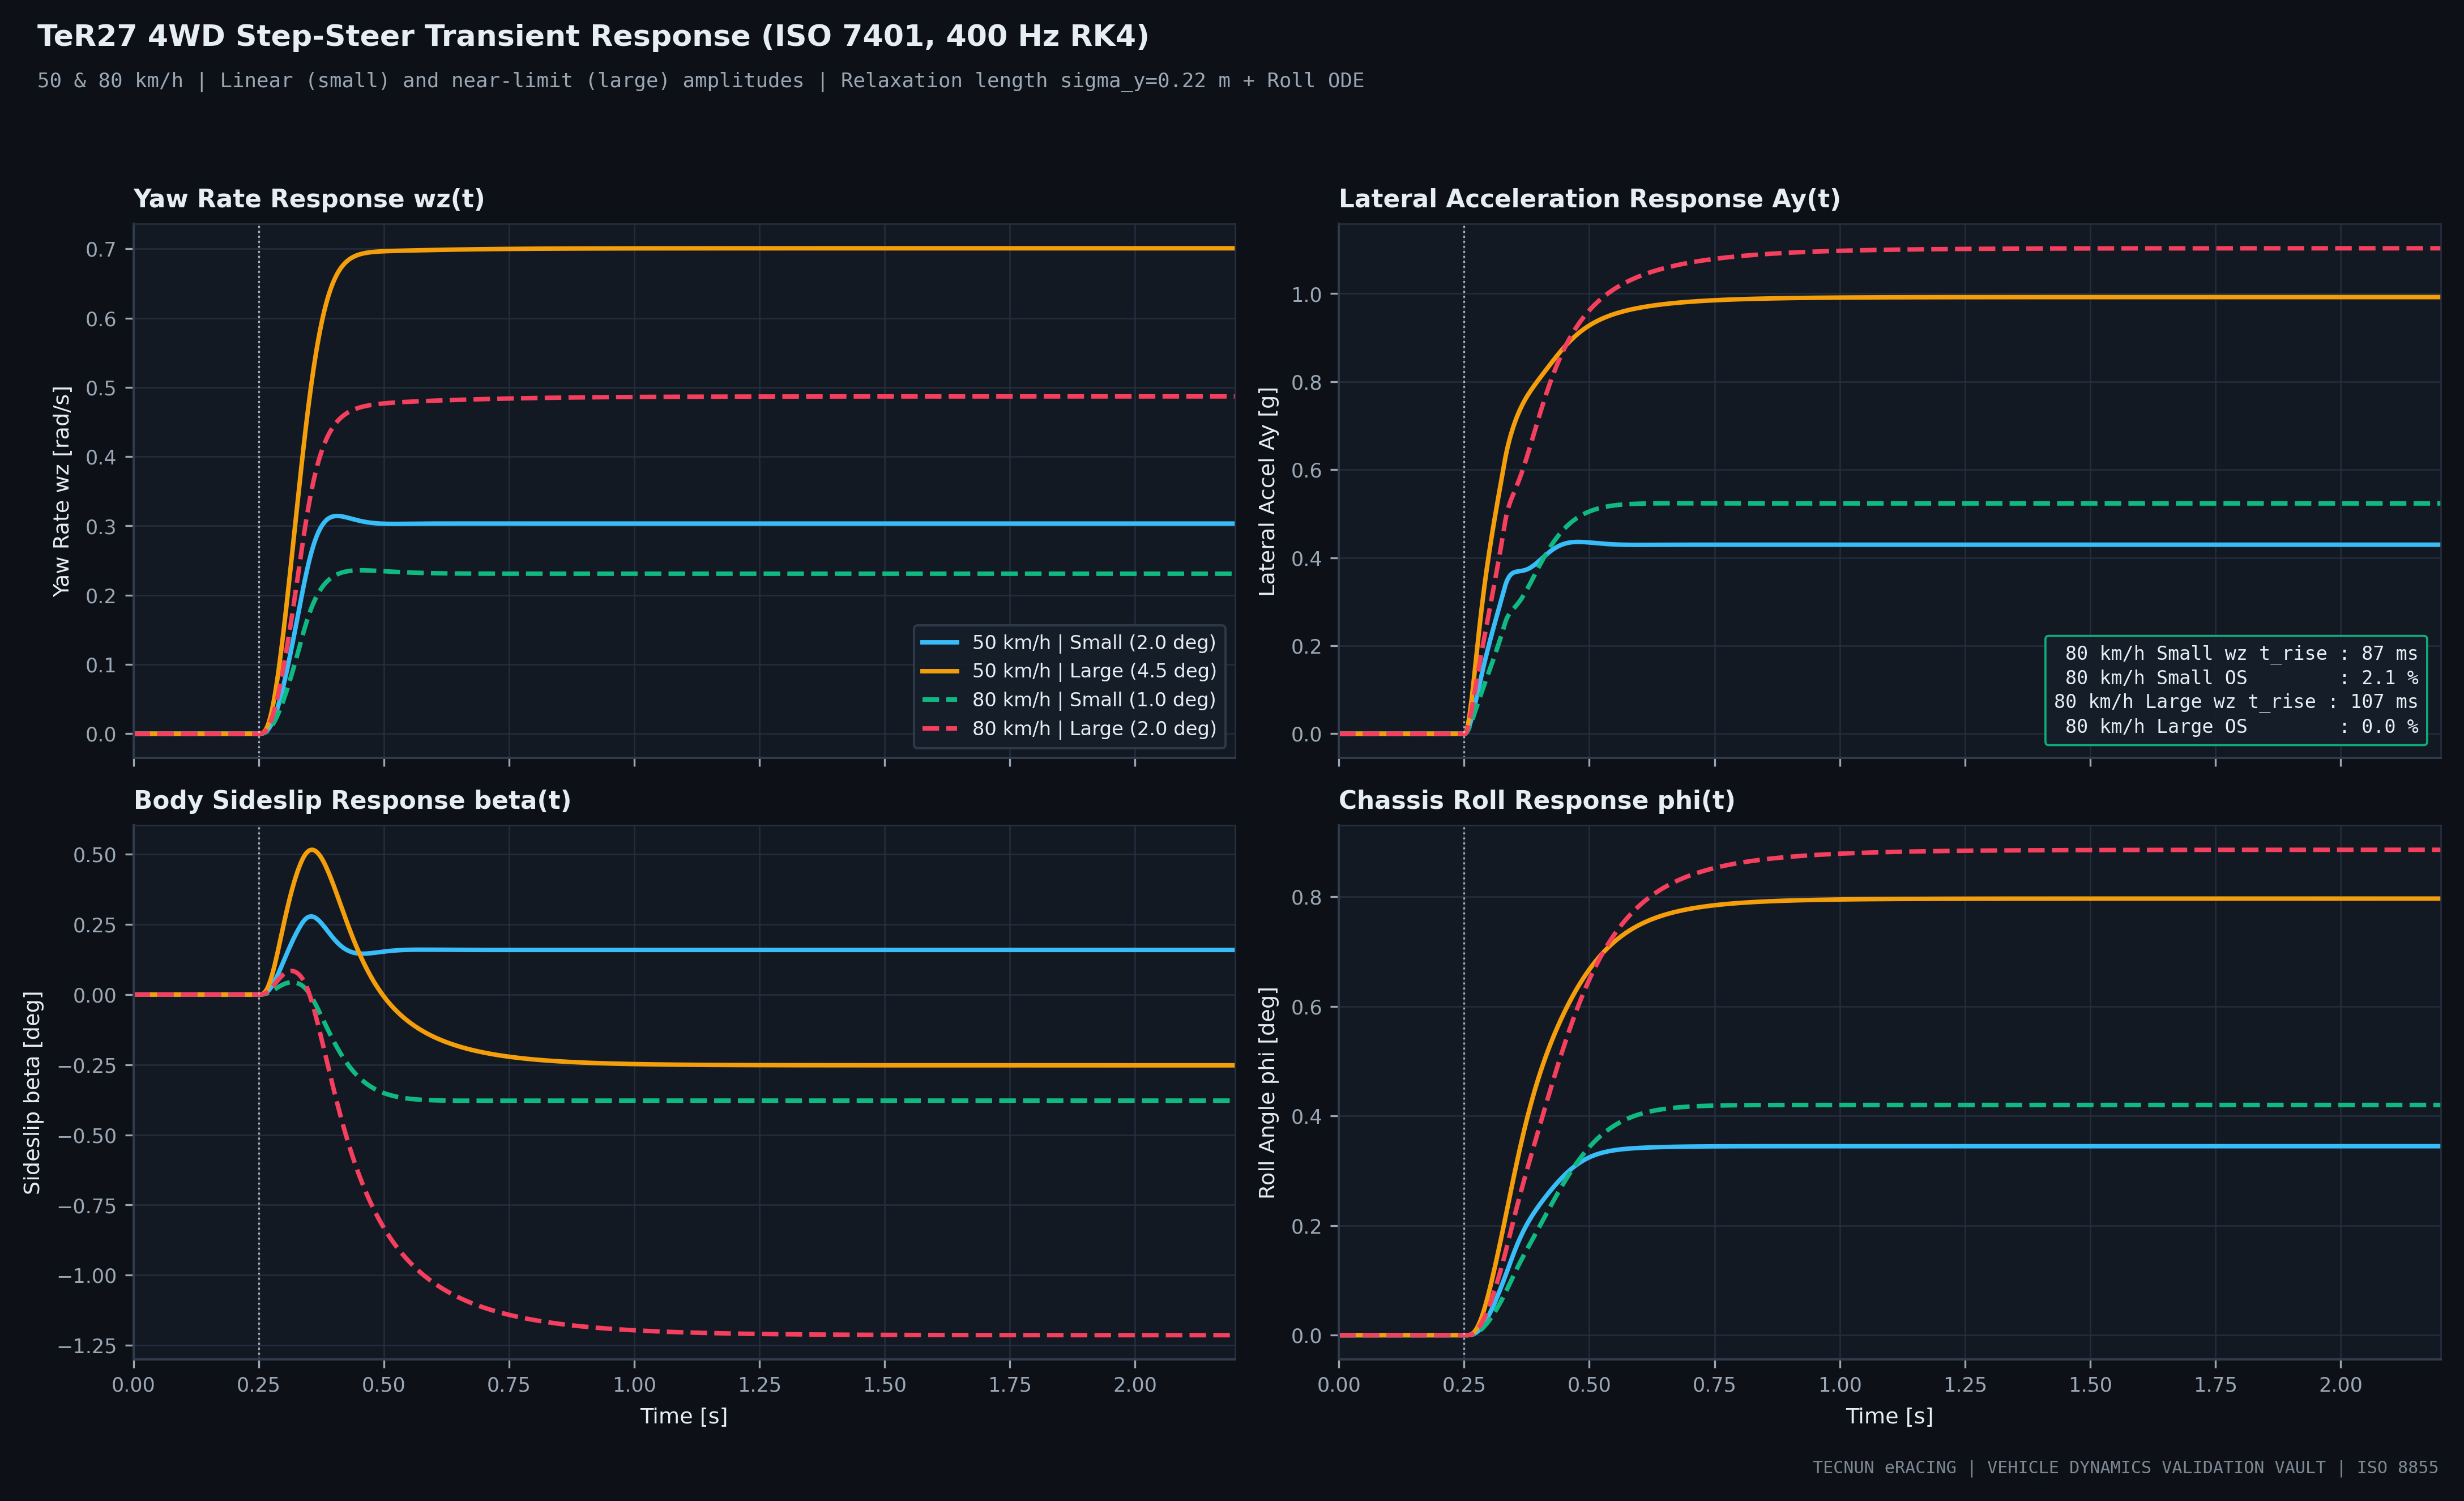 TeR27 4WD Step-Steer Transient Response (ISO 7401, 400 Hz RK4)
50 & 80 km/h | Linear (small) and near-limit (large) amplitudes | Relaxation length sigma_y=0.22 m + Roll ODE
Yaw Rate Response wz(t)
Yaw Rate wz [rad/s]
0.7
0.6
0.5
0.4
0.3
0.2
0.1
0.0
50 km/h | Small (2.0 deg)
50 km/h | Large (4.5 deg)
80 km/h | Small (1.0 deg)
80 km/h | Large (2.0 deg)
Lateral Acceleration Response Ay(t)
Lateral Accel Ay [g]
1.0
0.8
0.6
0.4
0.2
0.0
80 km/h Small wz t_rise : 87 ms
80 km/h Small OS : 2.1 %
80 km/h Large wz t_rise : 107 ms
80 km/h Large OS : 0.0 %
Body Sideslip Response beta(t)
Sideslip beta [deg]
0.50
0.25
0.00
−0.25
−0.50
−0.75
−1.00
−1.25
0.00 0.25 0.50 0.75 1.00 1.25 1.50 1.75 2.00
Time [s]
Chassis Roll Response phi(t)
Roll Angle phi [deg]
0.8
0.6
0.4
0.2
0.0
0.00 0.25 0.50 0.75 1.00 1.25 1.50 1.75 2.00
Time [s]
TECNUN eRACING | VEHICLE DYNAMICS VALIDATION VAULT | ISO 8855